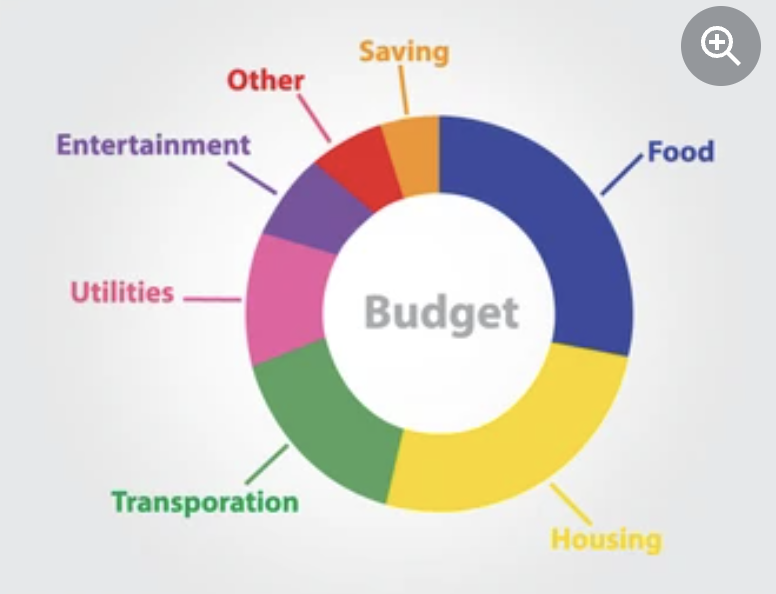 Saving
Other
Entertainment
Food
Utilities
Budget
Transporation
Housing